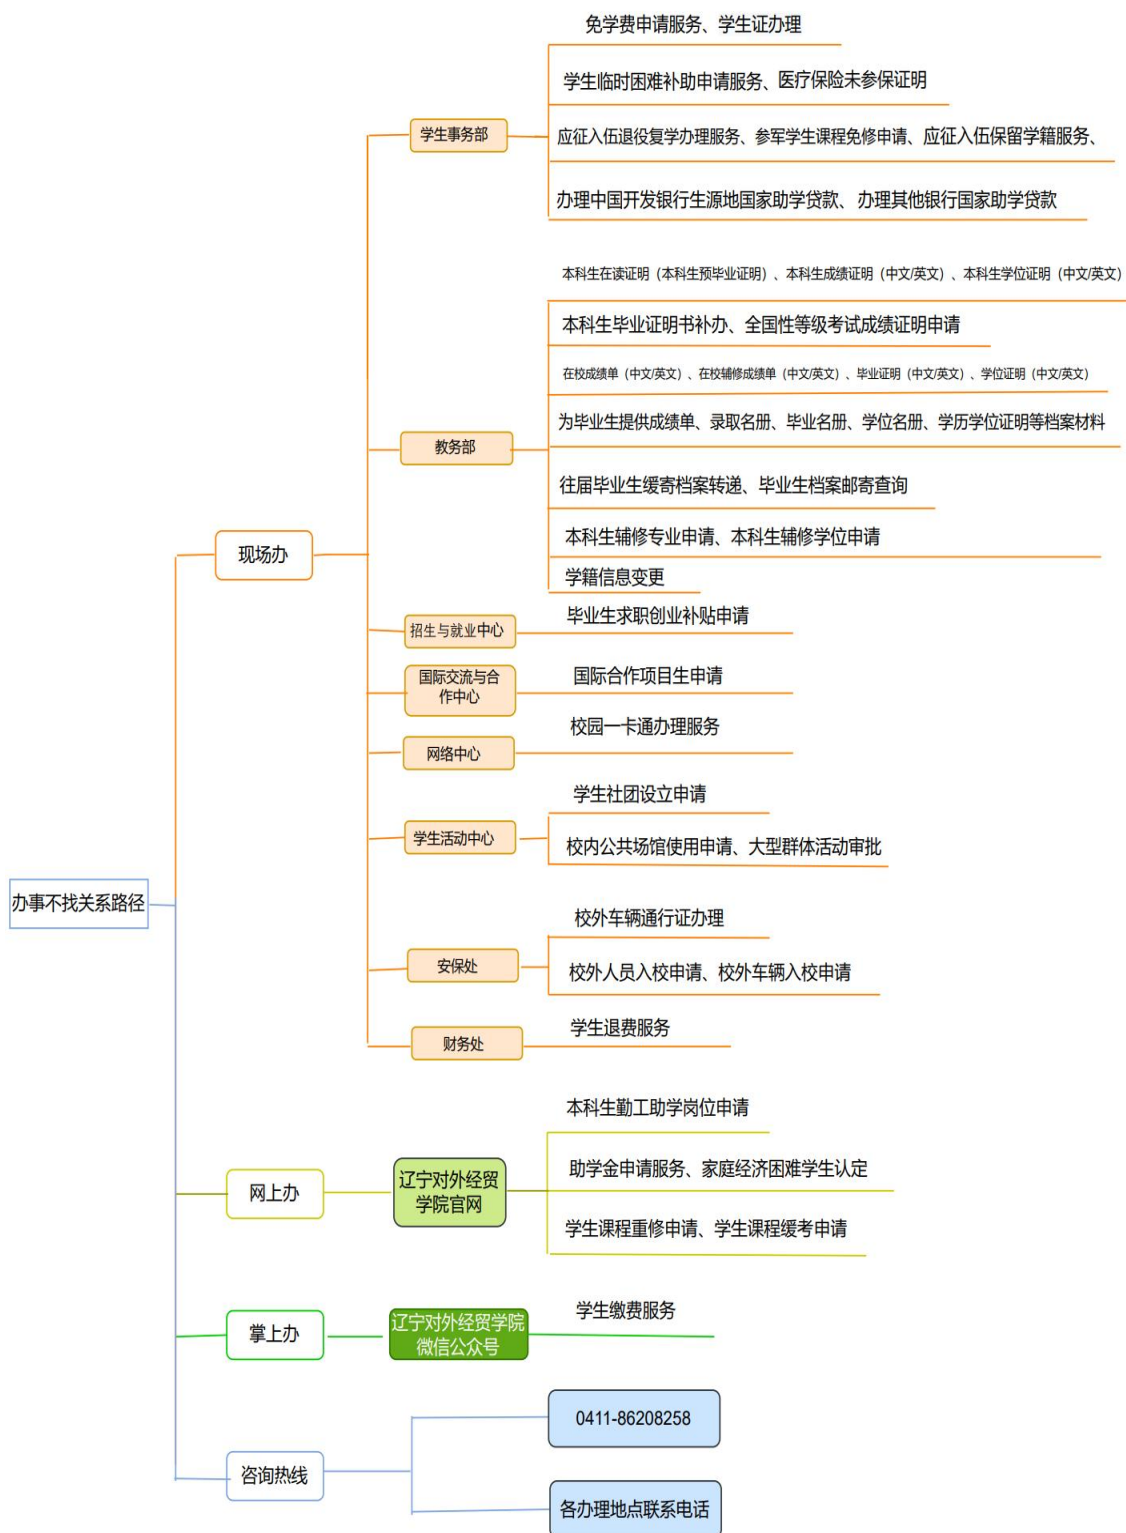 免学费申请服务、学生证办理
学生临时困难补助申请服务、医疗保险未参保证明
学生事务部
应征入伍退役复学办理服务、参军学生课程免修申请、应征入伍保留学籍服务、
办理中国开发银行生源地国家助学贷款、办理其他银行国家助学贷款
本科生在读证明（本科生预毕业证明）、本科生成绩证明（中文/英文）、本科生学位证明（中文/英文）
本科生毕业证明书补办、全国性等级考试成绩证明申请
在校成绩单（中文/英文）、在校辅修成绩单（中文/英文）、毕业证明（中文/英文）、学位证明（中文/英文）
为毕业生提供成绩单、录取名册、毕业名册、学位名册、学历学位证明等档案材料
教务部
往届毕业生缓寄档案转递、毕业生档案邮寄查询
本科生辅修专业申请、本科生辅修学位申请
现场办
学籍信息变更
毕业生求职创业补贴申请
招生与就业中心
国际交流与合
作中心
国际合作项目生申请
校园一卡通办理服务
网络中心
学生社团设立申请
学生活动中心
校内公共场馆使用申请、大型群体活动审批
办事不找关系路径
校外车辆通行证办理
安保处
校外人员入校申请、校外车辆入校申请
学生退费服务
财务处
本科生勤工助学岗位申请
网上办
辽宁对外经贸
学院官网
助学金申请服务、家庭经济困难学生认定
学生课程重修申请、学生课程缓考申请
学生缴费服务
掌上办
辽宁对外经贸学院
微信公众号
0411-86208258
咨询热线
各办理地点联系电话